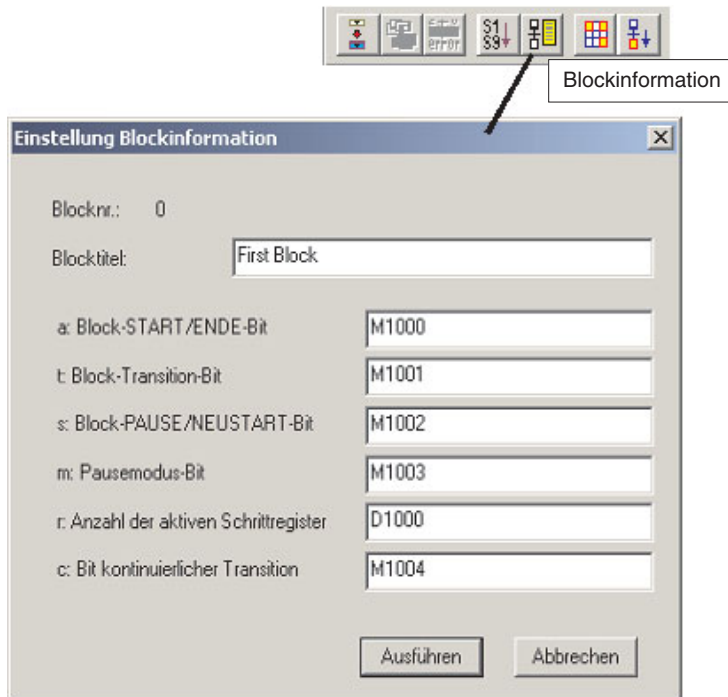 S1
S9
error
Blockinformation
Einstellung Blockinformation
Blocknr.: 0
Blocktitel: First Block
a: Block-START/ENDE-Bit M1000
t: Block-Transition-Bit M1001
s: Block-PAUSE/NEUSTART-Bit M1002
m: Pausemodus-Bit M1003
r: Anzahl der aktiven Schrittregister D1000
c: Bit kontinuierlicher Transition M1004
Ausführen Abbrechen